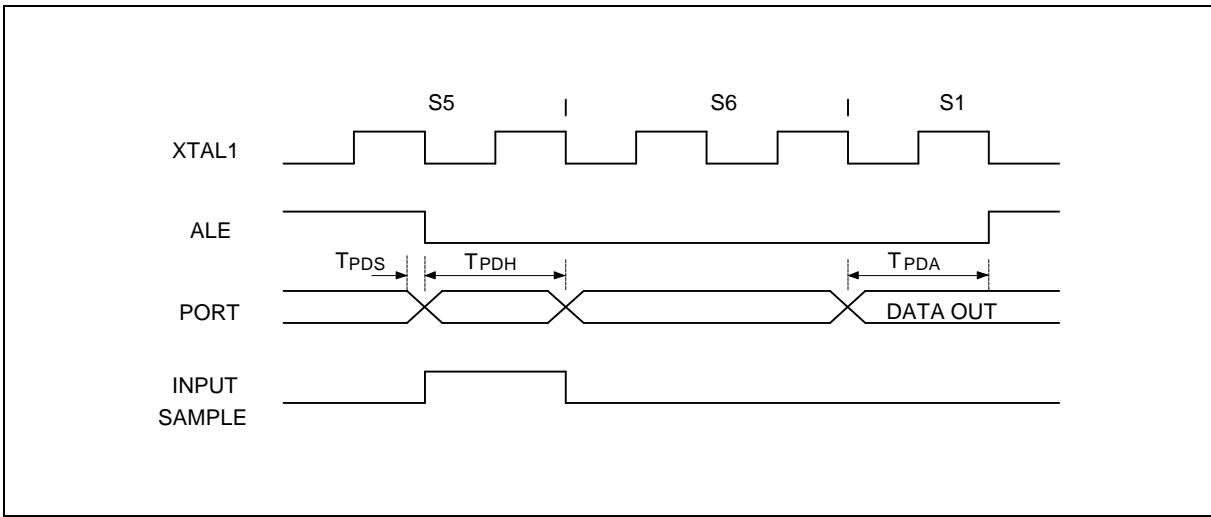 S5 S6 S1
XTAL1
ALE
TPDS TPDH TPDA
PORT DATA OUT
INPUT
SAMPLE